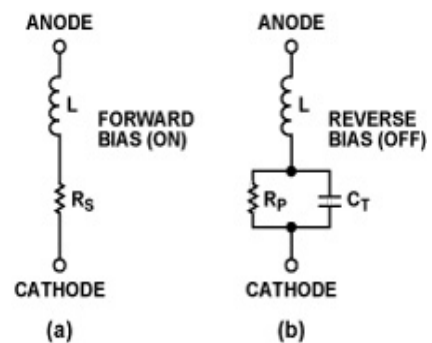 ANODE
L
FORWARD
BIAS (ON)
RS
CATHODE
(a)
ANODE
L
REVERSE
BIAS (OFF)
RP
CT
CATHODE
(b)